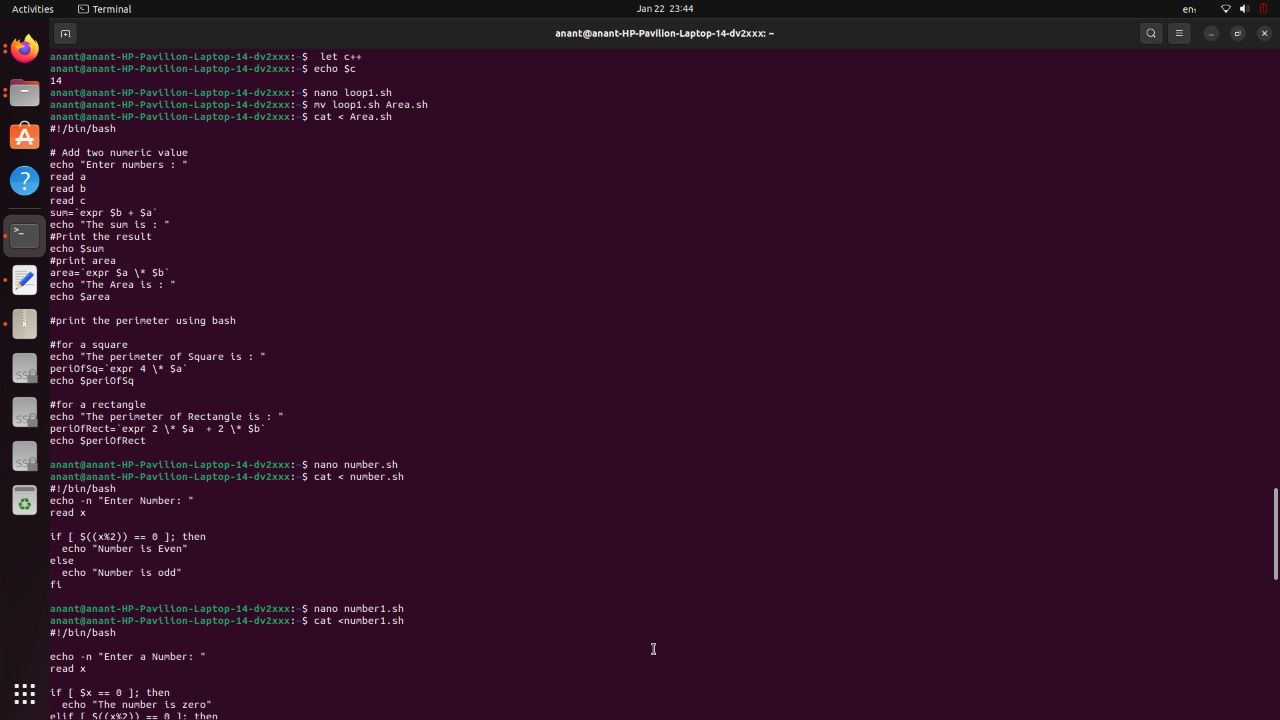 Activities
Terminal
Jan 22 23:44
en₁
anant@anant-HP-Pavilion-Laptop-14-dv2xxx: ~
anant@anant-HP-Pavilion-Laptop-14-dv2xxx:~$  let c++
anant@anant-HP-Pavilion-Laptop-14-dv2xxx:~$ echo $c
14
anant@anant-HP-Pavilion-Laptop-14-dv2xxx:~$ nano loop1.sh
anant@anant-HP-Pavilion-Laptop-14-dv2xxx:~$ mv loop1.sh Area.sh
anant@anant-HP-Pavilion-Laptop-14-dv2xxx:~$ cat < Area.sh
#!/bin/bash

# Add two numeric value
echo "Enter numbers : "
read a
read b
read c
sum=`expr $b + $a`
echo "The sum is : "
#Print the result
echo $sum
#print area
area=`expr $a \* $b`
echo "The Area is : "
echo $area

#print the perimeter using bash

#for a square
echo "The perimeter of Square is : "
periOfSq=`expr 4 \* $a`
echo $periOfSq

#for a rectangle
echo "The perimeter of Rectangle is : "
periOfRect=`expr 2 \* $a  + 2 \* $b`
echo $periOfRect

anant@anant-HP-Pavilion-Laptop-14-dv2xxx:~$ nano number.sh
anant@anant-HP-Pavilion-Laptop-14-dv2xxx:~$ cat < number.sh
#!/bin/bash
echo -n "Enter Number: "
read x

if [ $((x%2)) == 0 ]; then
  echo "Number is Even"
else
  echo "Number is odd"
fi

anant@anant-HP-Pavilion-Laptop-14-dv2xxx:~$ nano number1.sh
anant@anant-HP-Pavilion-Laptop-14-dv2xxx:~$ cat <number1.sh
#!/bin/bash

echo -n "Enter a Number: "
read x

if [ $x == 0 ]; then
  echo "The number is zero"
elif [ $((x%2)) == 0 ]; then